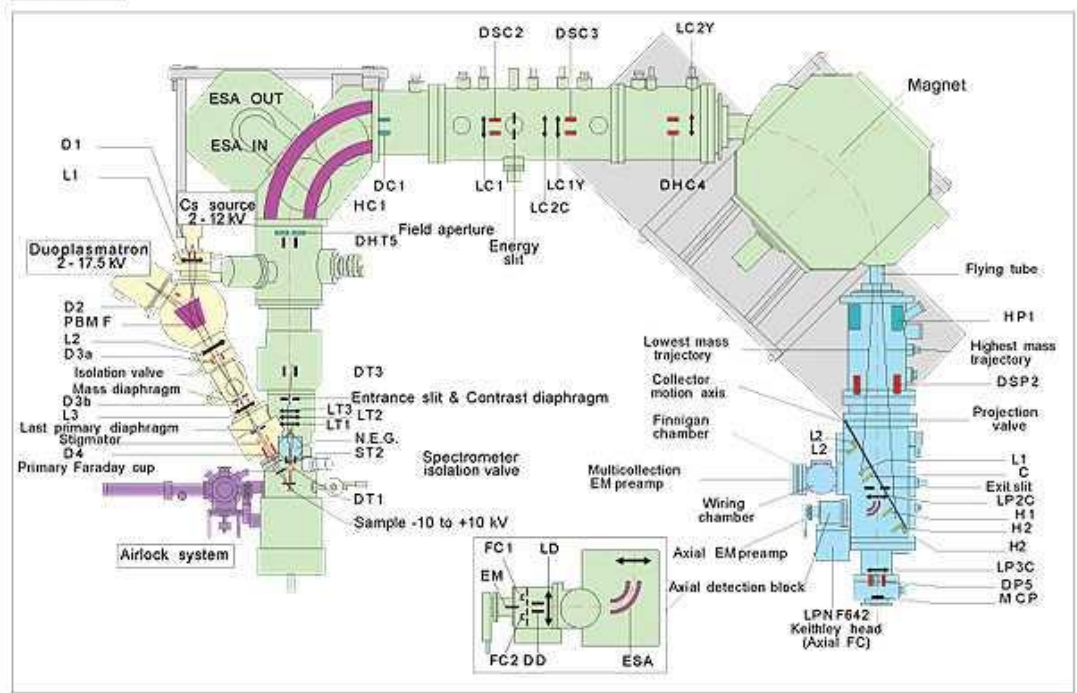 DSC2
DSC3
LC2Y
Magnet
ESA OUT
ESA IN
O1
L1
Cs source
2 - 12 kV
DC1
HC1
LC1
LC1Y
LC2C
DHC4
Energy
slit
Field aperture
DHT5
Duoplasmatron
2 - 17.5 kV
Flying tube
D2
PBMF
L2
D3a
Isolation valve
Mass diaphragm
D3b
L3
Last primary diaphragm
Stigmator
D4
Primary Faraday cup
DT3
Entrance slit & Contrast diaphragm
LT3
LT2
LT1
N.E.G.
ST2
Spectrometer
isolation valve
DT1
Sample -10 to +10 kV
Airlock system
HP1
Lowest mass
trajectory
Highest mass
trajectory
DSP2
Collector
motion axis
Projection
valve
Finnigan
chamber
L2
L2
L1
C
Exit slit
LP2C
H1
H2
H2
Multicollection
EM preamp
Wiring
chamber
Axial EM preamp
LP3C
DP5
MCP
Axial detection block
LPN F642
Keithley head
(Axial FC)
FC1
LD
EM
FC2 DD
ESA